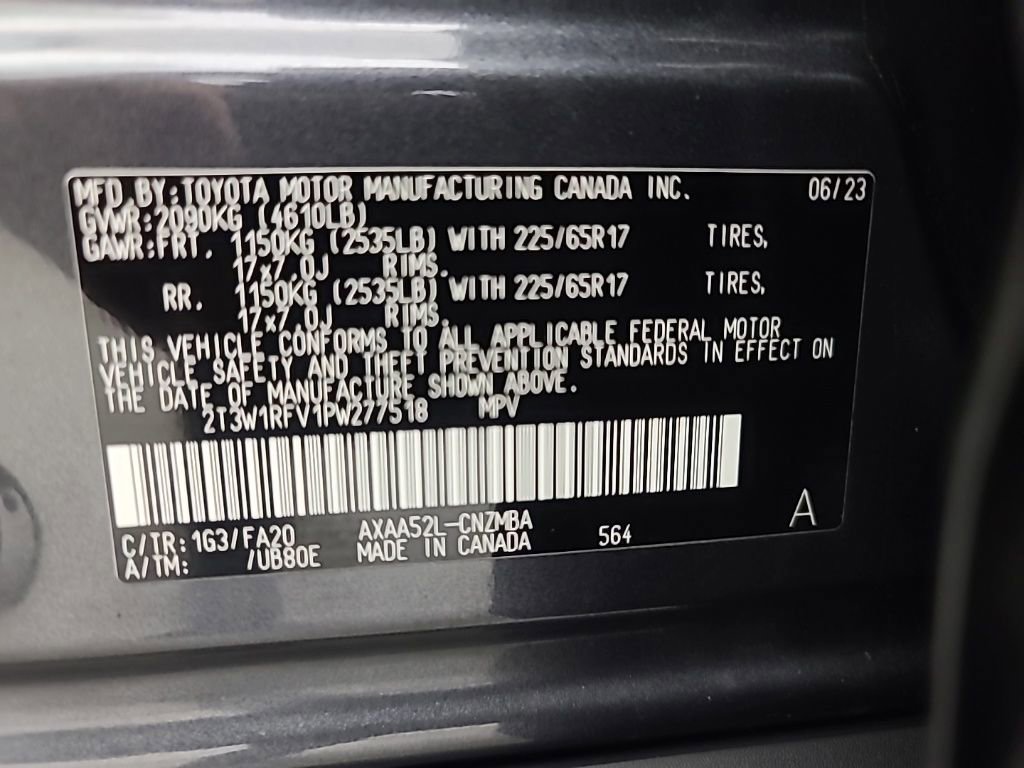 MFD. BY: TOYOTA MOTOR MANUFACTURING CANADA INC. 06/23
GVWR: 2090KG (4610LB)
GAWR: FRT. 1150KG (2535LB) WITH 225/65R17 TIRES,
17x7.0J RIMS.
RR. 1150KG (2535LB) WITH 225/65R17 TIRES,
17x7.0J RIMS.
THIS VEHICLE CONFORMS TO ALL APPLICABLE FEDERAL MOTOR
VEHICLE SAFETY AND THEFT PREVENTION STANDARDS IN EFFECT ON
THE DATE OF MANUFACTURE SHOWN ABOVE.
2T3W1RFV1PW277518 MPV
A
C/TR: 1G3/FA20 AXAA52L-CNZMBA 564
A/TM: /UB80E MADE IN CANADA